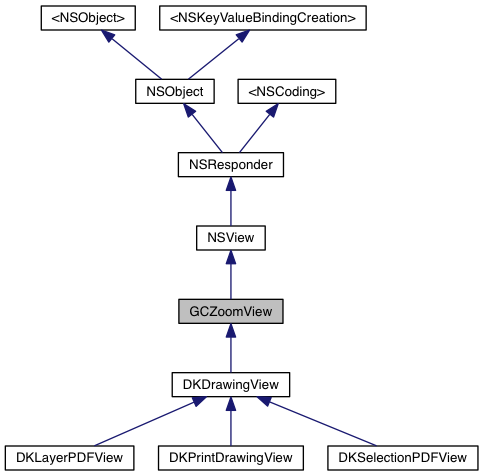 <NSObject> <NSKeyValueBindingCreation>
NSObject <NSCoding>
NSResponder
NSView
GCZoomView
DKDrawingView
DKLayerPDFView DKPrintDrawingView DKSelectionPDFView